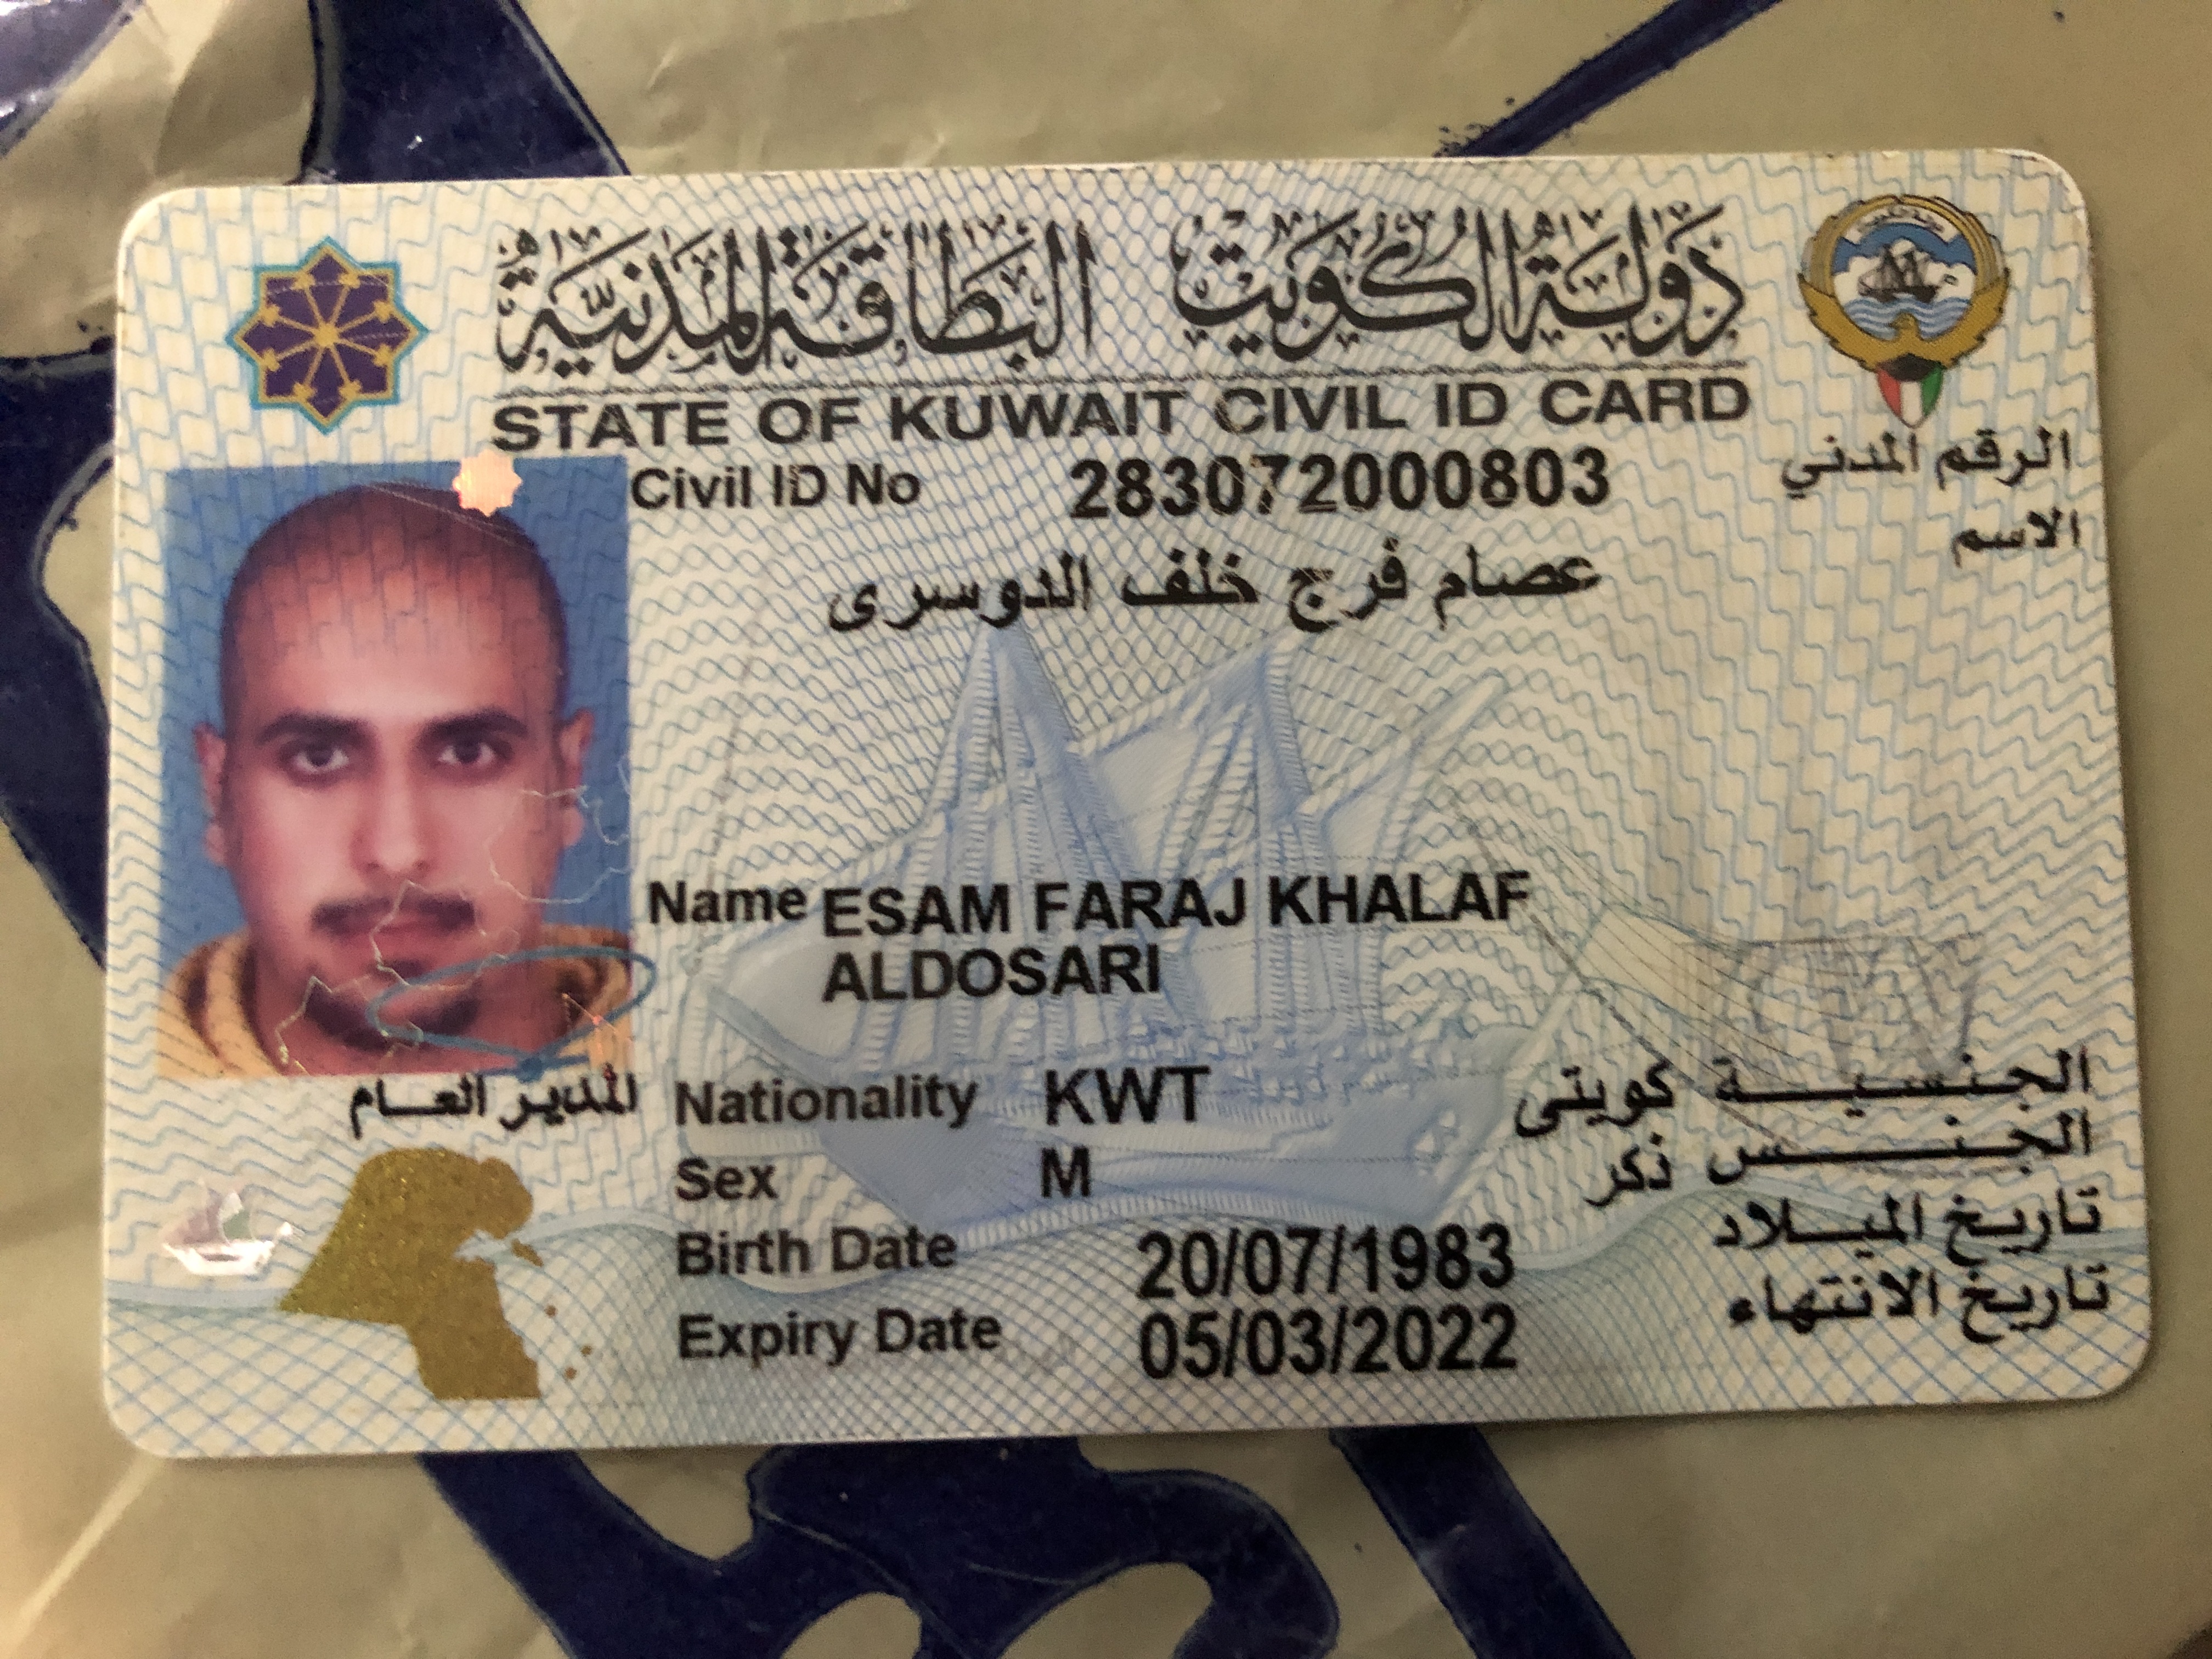 دولة الكويت البطاقة المدنية
STATE OF KUWAIT CIVIL ID CARD
Civil ID No 283072000803 الرقم المدني
عصام فرج خلف الدوسرى الاسم
Name ESAM FARAJ KHALAF
ALDOSARI
Nationality KWT كويتى الجنسية
Sex M ذكر الجنس
Birth Date 20/07/1983 تاريخ الميلاد
Expiry Date 05/03/2022 تاريخ الانتهاء
المدير العام